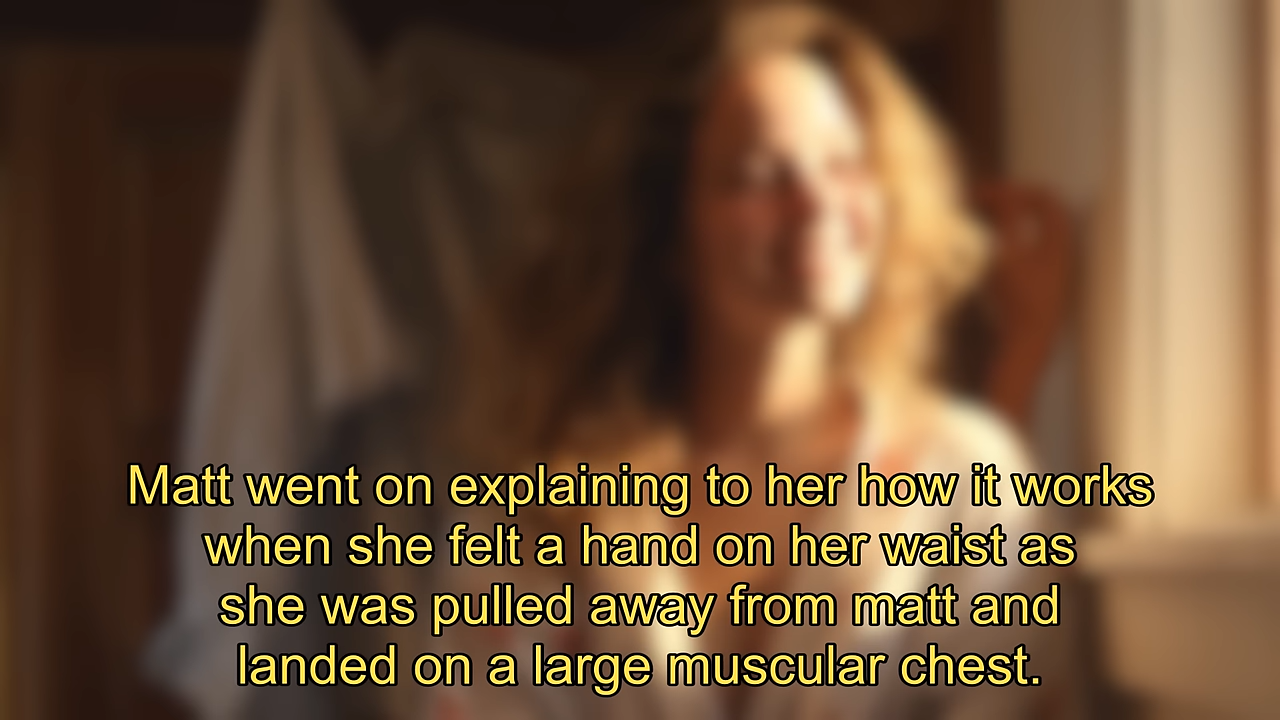 Matt went on explaining to her how it works
when she felt a hand on her waist as
she was pulled away from matt and
landed on a large muscular chest.